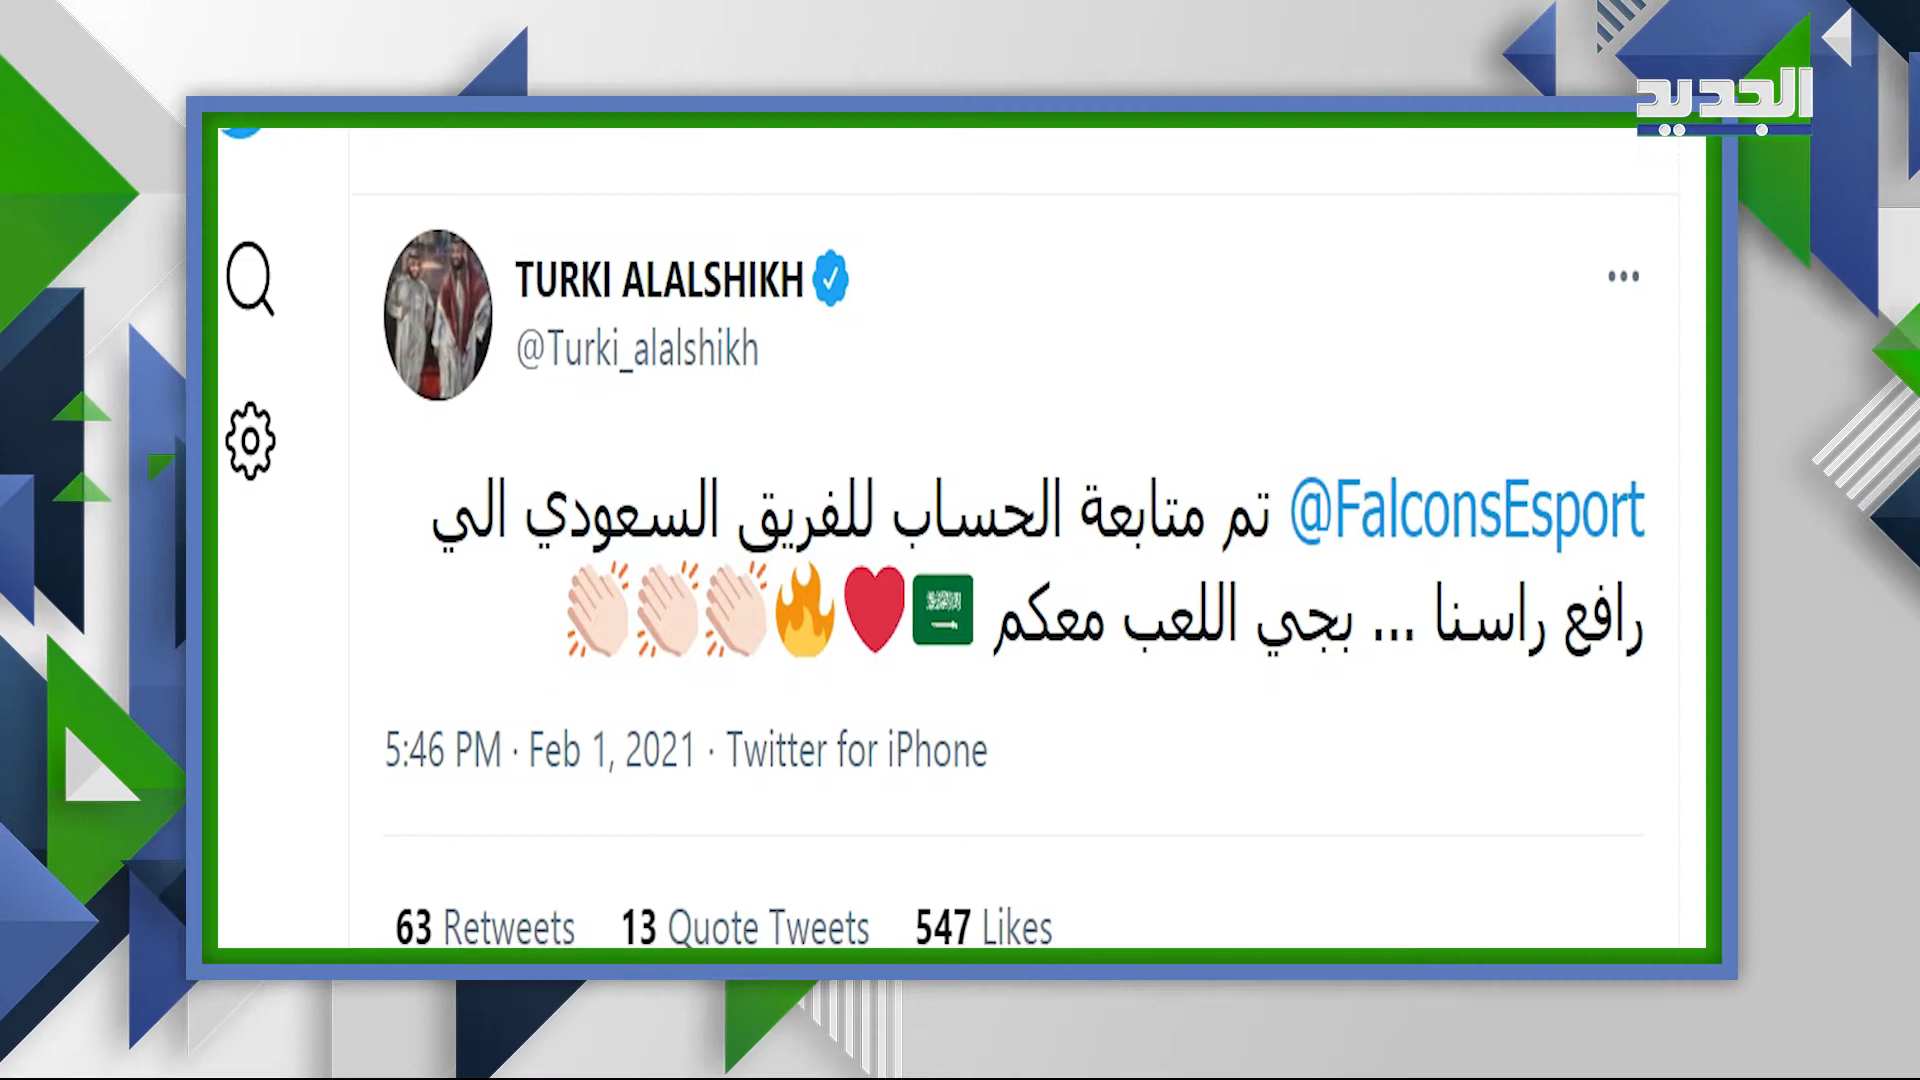 الجديد
TURKI ALALSHIKH
@Turki_alalshikh
@FalconsEsport تم متابعة الحساب للفريق السعودي الي
رافع راسنا ... بجي اللعب معكم 🇸🇦❤️🔥👏🏻👏🏻👏🏻
5:46 PM · Feb 1, 2021 · Twitter for iPhone
63 Retweets 13 Quote Tweets 547 Likes